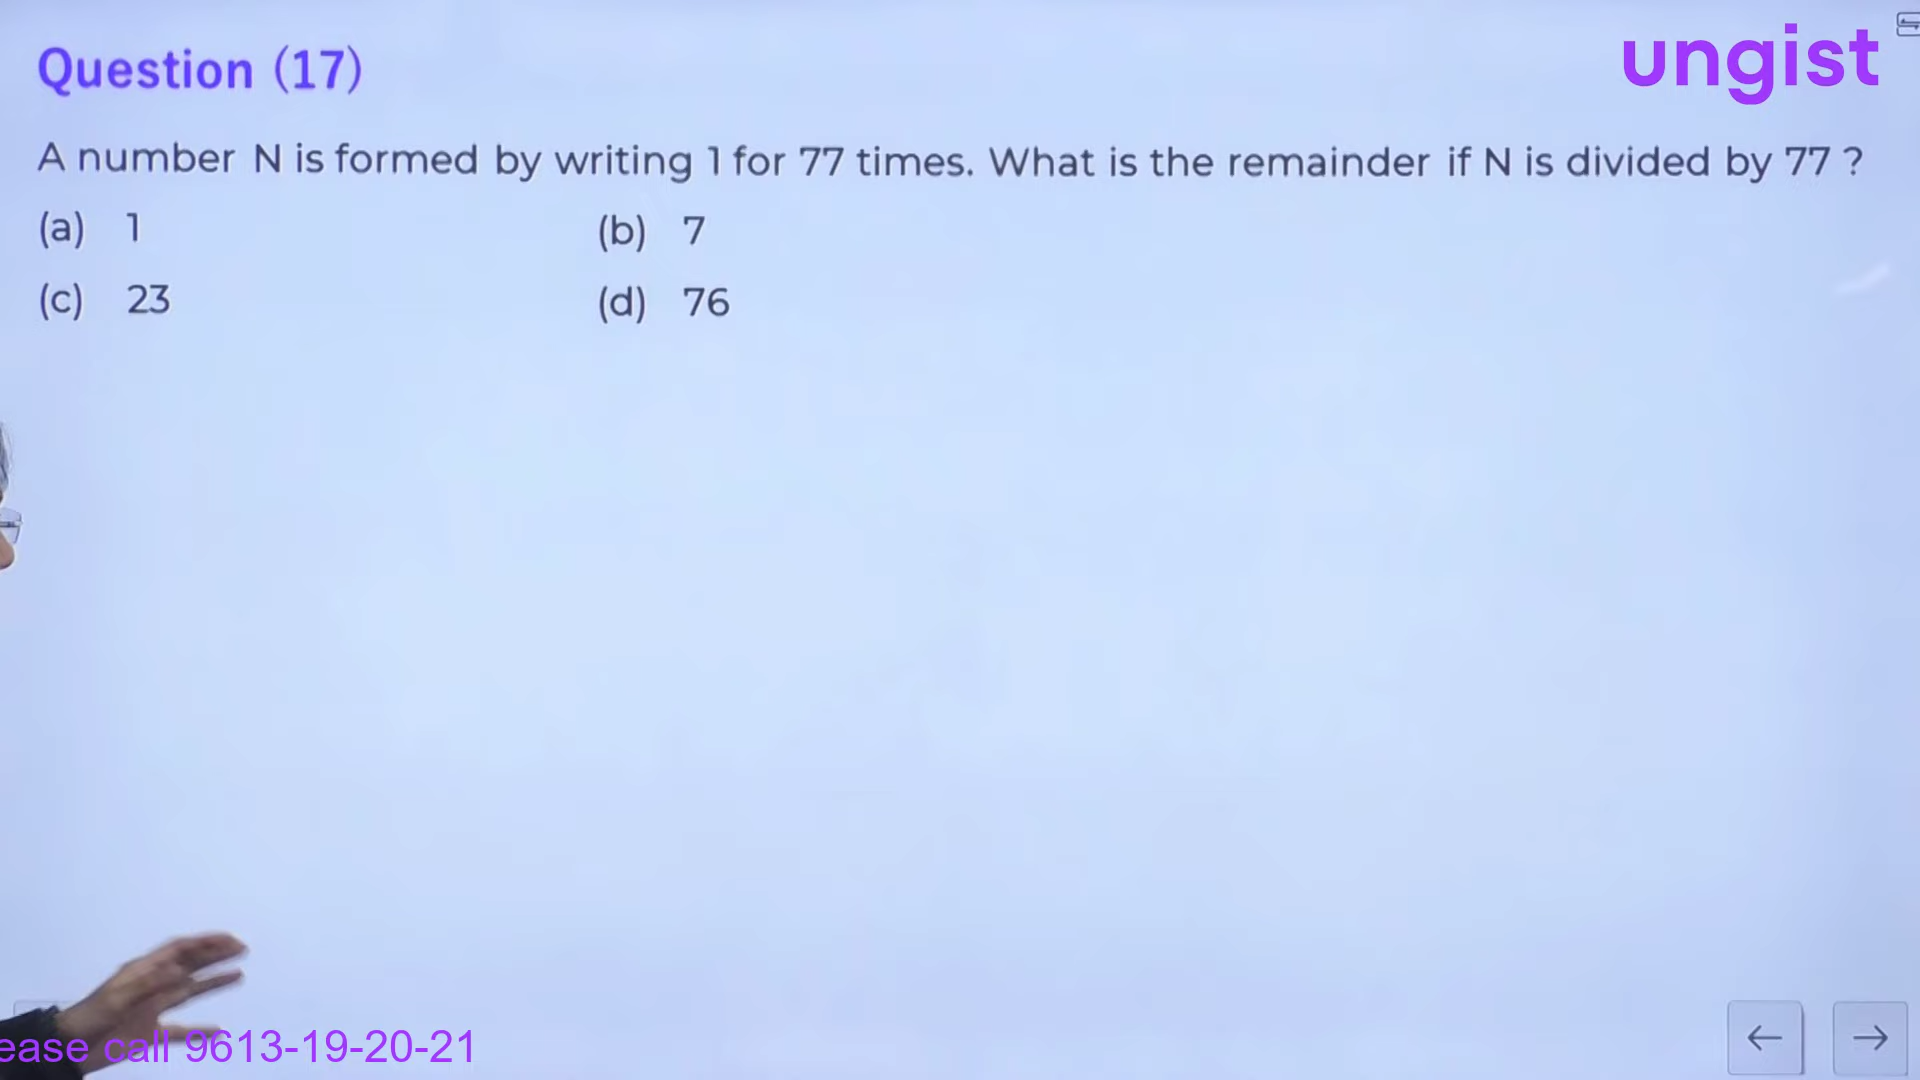 Question (17)
ungist
A number N is formed by writing 1 for 77 times. What is the remainder if N is divided by 77 ?
(a) 1
(b) 7
(c) 23
(d) 76
ease call 9613-19-20-21